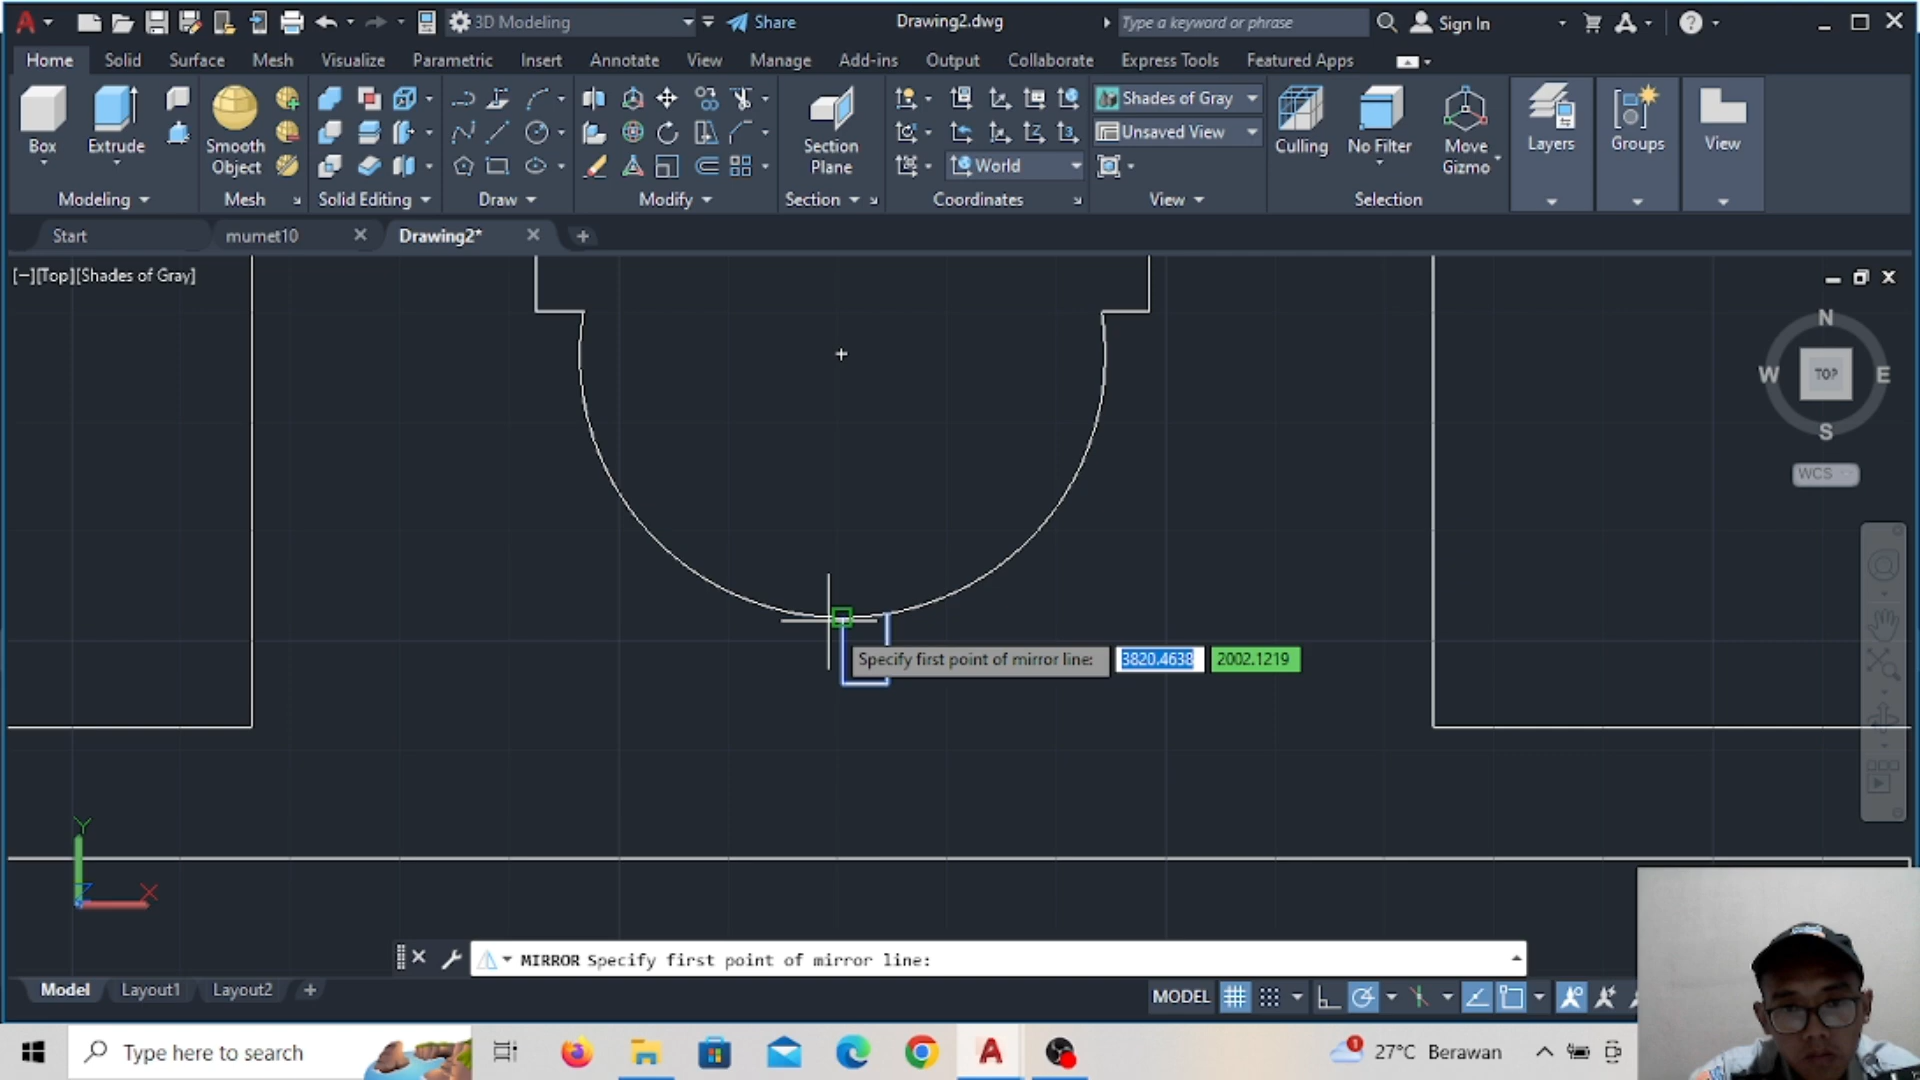 3D Modeling Share Drawing2.dwg Type a keyword or phrase Sign In
Home Solid Surface Mesh Visualize Parametric Insert Annotate View Manage Add-ins Output Collaborate Express Tools Featured Apps
Box Extrude Smooth Object Section Plane World Shades of Gray Unsaved View Culling No Filter Move Gizmo Layers Groups View
Modeling Mesh Solid Editing Draw Modify Section Coordinates View Selection
Start mumet10 Drawing2*
[−][Top][Shades of Gray]
N
W TOP E
S
WCS
Specify first point of mirror line: 3820.4638 2002.1219
Y
Z X
MIRROR Specify first point of mirror line:
Model Layout1 Layout2 + MODEL
Type here to search 1 27°C Berawan